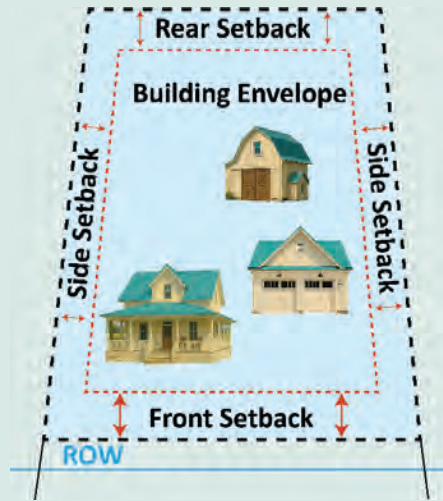 Rear Setback
Building Envelope
Side Setback
Side Setback
Front Setback
ROW